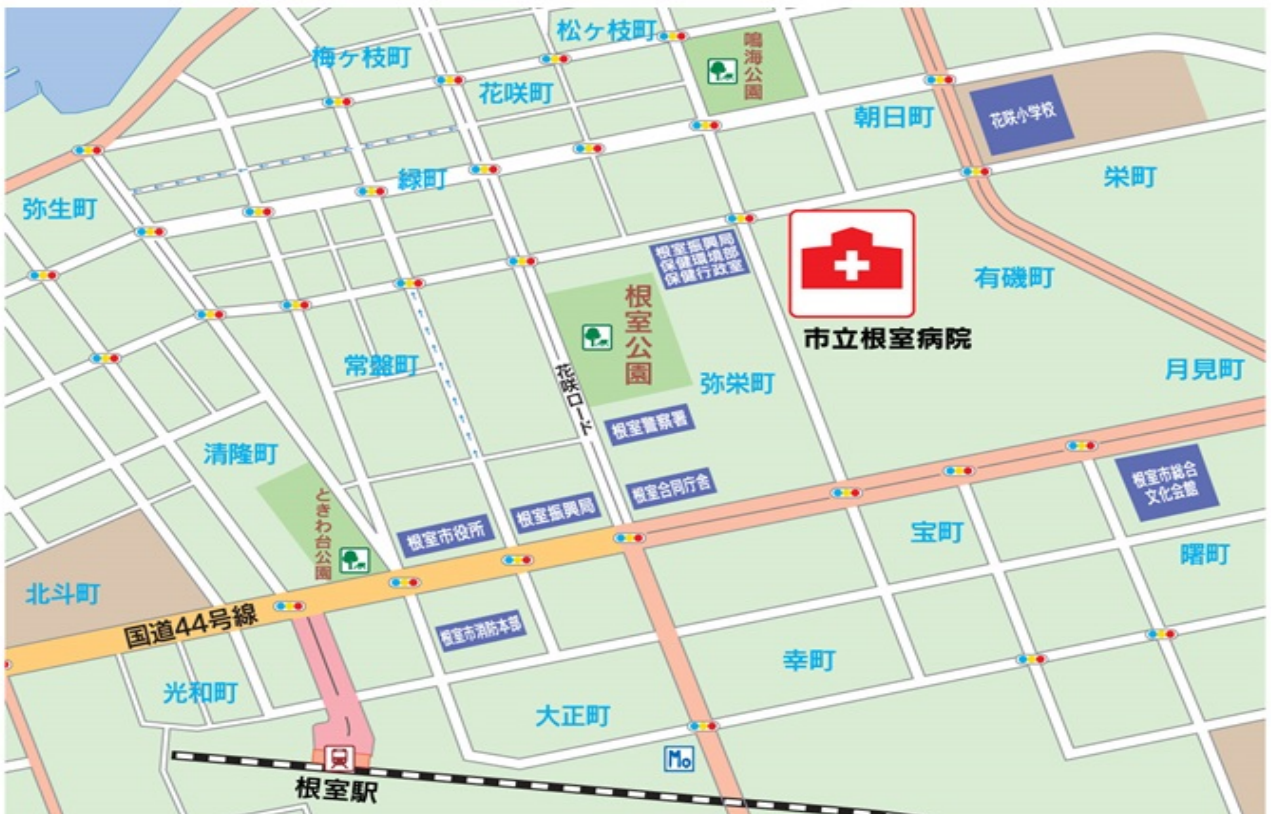 松ヶ枝町
鳴海公園
梅ヶ枝町
花咲町
朝日町
花咲小学校
緑町
栄町
弥生町
根室振興局
保健環境部
保健行政室
有磯町
根室公園
市立根室病院
常盤町
花咲ロード
弥栄町
月見町
根室警察署
清隆町
根室市総合
文化会館
ときわ台公園
根室合同庁舎
根室振興局
根室市役所
宝町
曙町
北斗町
国道44号線
根室市消防本部
幸町
光和町
大正町
Mo
根室駅